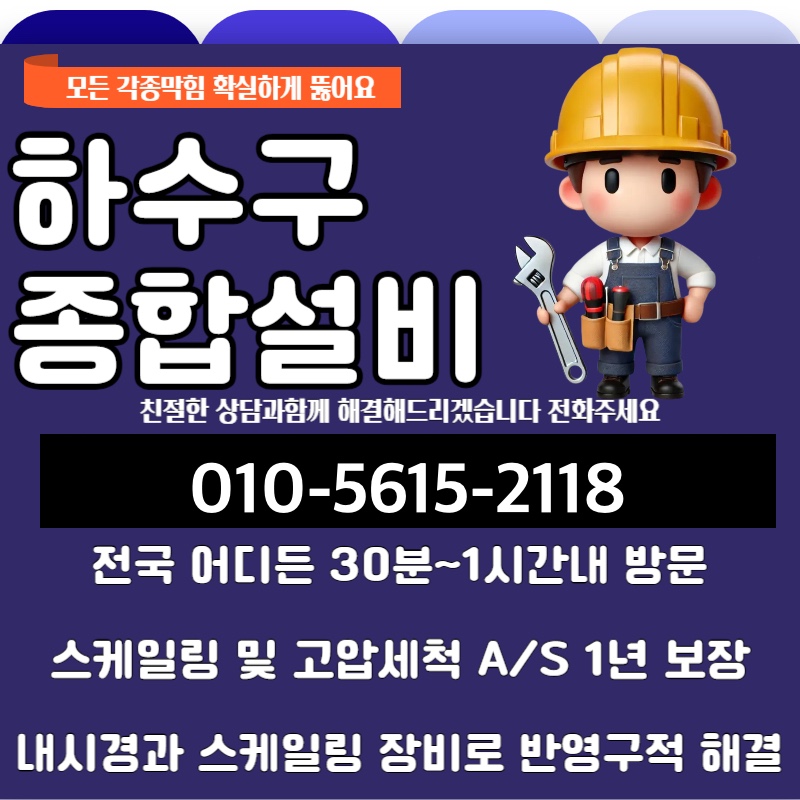 모든 각종막힘 확실하게 뚫어요
하수구
종합설비
친절한 상담과함께 해결해드리겠습니다 전화주세요
010-5615-2118
전국 어디든 30분~1시간내 방문
스케일링 및 고압세척 A/S 1년 보장
내시경과 스케일링 장비로 반영구적 해결